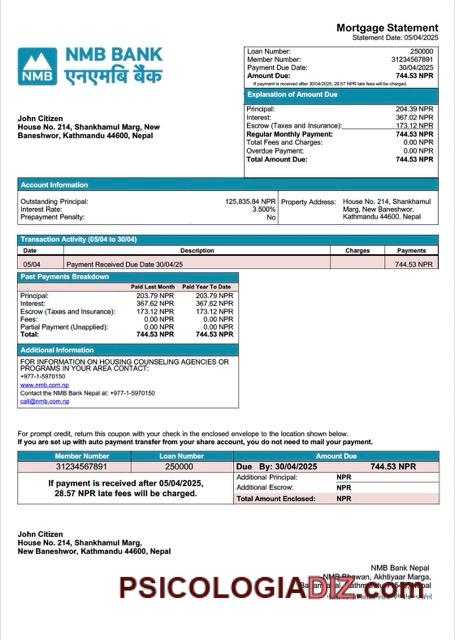 Mortgage Statement
Statement Date: 05/04/2025
NMB
NMB BANK
एनएमबि बैंक
Loan Number: 250000
Member Number: 31234567891
Payment Due Date: 30/04/2025
Amount Due: 744.53 NPR
If payment is received after 30/04/2025, 28.57 NPR late fees will be charged.
Explanation of Amount Due
Principal: 204.39 NPR
Interest: 367.02 NPR
Escrow (Taxes and Insurance): 173.12 NPR
Regular Monthly Payment: 744.53 NPR
Total Fees and Charges: 0.00 NPR
Overdue Payment: 0.00 NPR
Total Amount Due: 744.53 NPR
John Citizen
House No. 214, Shankhamul Marg, New
Baneshwor, Kathmandu 44600, Nepal
Account Information
Outstanding Principal: 125,835.84 NPR
Interest Rate: 3.500%
Prepayment Penalty: No
Property Address: House No. 214, Shankhamul
Marg, New Baneshwor,
Kathmandu 44600, Nepal
Transaction Activity (05/04 to 30/04)
Date Description Charges Payments
05/04 Payment Received Due Date 30/04/25 744.53 NPR
Past Payments Breakdown
Paid Last Month Paid Year To Date
Principal: 203.79 NPR 203.79 NPR
Interest: 367.62 NPR 367.62 NPR
Escrow (Taxes and Insurance): 173.12 NPR 173.12 NPR
Fees: 0.00 NPR 0.00 NPR
Partial Payment (Unapplied): 0.00 NPR 0.00 NPR
Total: 744.53 NPR 744.53 NPR
Additional Information
FOR INFORMATION ON HOUSING COUNSELING AGENCIES OR
PROGRAMS IN YOUR AREA CONTACT:
+977-1-5970150
www.nmb.com.np
Contact the NMB Bank Nepal at: +977-1-5970150
call@nmb.com.np
For prompt credit, return this coupon with your check in the enclosed envelope to the location shown below.
If you are set up with auto payment transfer from your share account, you do not need to mail your payment.
Member Number Loan Number Amount Due
31234567891 250000 Due By: 30/04/2025 744.53 NPR
If payment is received after 05/04/2025,
28.57 NPR late fees will be charged.
Additional Principal: NPR
Additional Escrow: NPR
Total Amount Enclosed: NPR
John Citizen
House No. 214, Shankhamul Marg,
New Baneshwor, Kathmandu 44600, Nepal
NMB Bank Nepal
NMB Bhawan, Akhtiyaar Marga,
PSICOLOGIADIZ.com